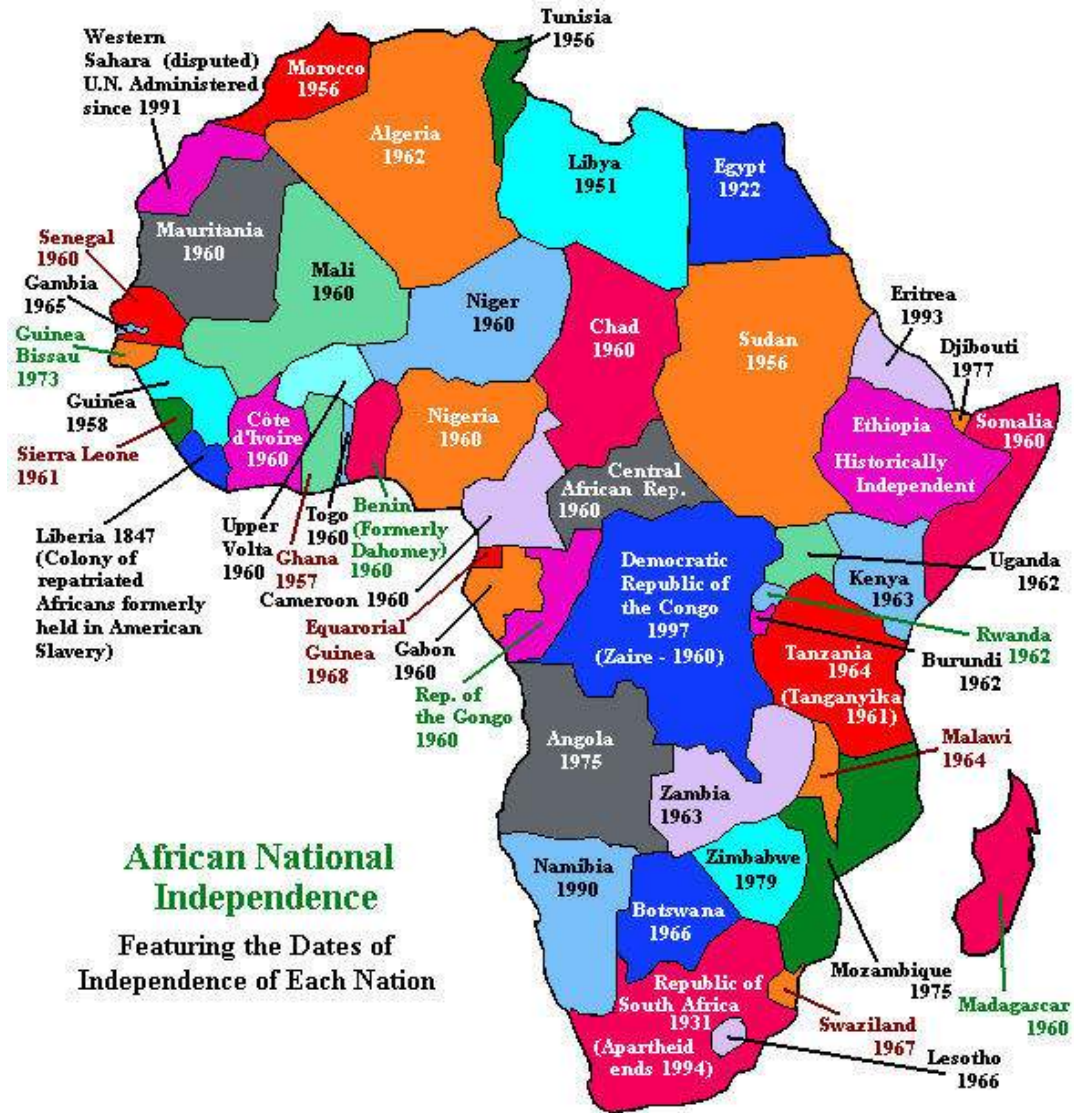 Tunisia
1956
Western
Sahara (disputed)
U.N. Administered
since 1991
Morocco
1956
Algeria
1962
Libya
1951
Egypt
1922
Mauritania
1960
Senegal
1960
Gambia
1965
Guinea
Bissau
1973
Mali
1960
Niger
1960
Chad
1960
Sudan
1956
Eritrea
1993
Djibouti
1977
Guinea
1958
Sierra Leone
1961
Côte
d'Ivoire
1960
Nigeria
1960
Ethiopia
Historically
Independent
Somalia
1960
Central
African Rep.
1960
Liberia 1847
(Colony of
repatriated
Africans formerly
held in American
Slavery)
Upper
Volta
1960
Ghana
1957
Togo
1960
Benin
(Formerly
Dahomey)
1960
Cameroon 1960
Equarorial
Guinea
1968
Gabon
1960
Rep. of
the Gongo
1960
Democratic
Republic of
the Congo
1997
(Zaire - 1960)
Uganda
1962
Kenya
1963
Rwanda
1962
Burundi
1962
Tanzania
1964
(Tanganyika
1961)
Angola
1975
Malawi
1964
Zambia
1963
African National
Independence
Featuring the Dates of
Independence of Each Nation
Namibia
1990
Zimbabwe
1979
Botswana
1966
Mozambique
1975
Madagascar
1960
Republic of
South Africa
1931
(Apartheid
ends 1994)
Swaziland
1967
Lesotho
1966